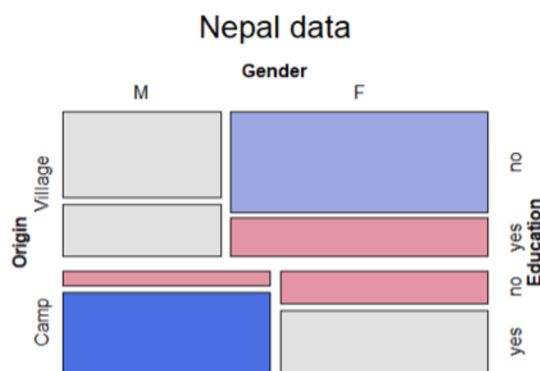 Nepal data
Gender
M F
Village
no
yes
Origin
Education
no
Camp
yes